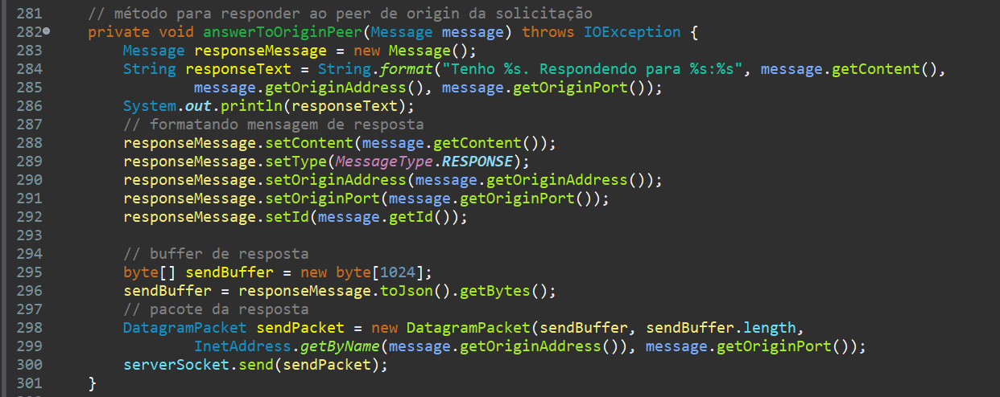 281 // método para responder ao peer de origin da solicitação
282 private void answerToOriginPeer(Message message) throws IOException {
283 Message responseMessage = new Message();
284 String responseText = String.format("Tenho %s. Respondendo para %s:%s", message.getContent(),
285 message.getOriginAddress(), message.getOriginPort());
286 System.out.println(responseText);
287 // formatando mensagem de resposta
288 responseMessage.setContent(message.getContent());
289 responseMessage.setType(MessageType.RESPONSE);
290 responseMessage.setOriginAddress(message.getOriginAddress());
291 responseMessage.setOriginPort(message.getOriginPort());
292 responseMessage.setId(message.getId());
293
294 // buffer de resposta
295 byte[] sendBuffer = new byte[1024];
296 sendBuffer = responseMessage.toJson().getBytes();
297 // pacote da resposta
298 DatagramPacket sendPacket = new DatagramPacket(sendBuffer, sendBuffer.length,
299 InetAddress.getByName(message.getOriginAddress()), message.getOriginPort());
300 serverSocket.send(sendPacket);
301 }